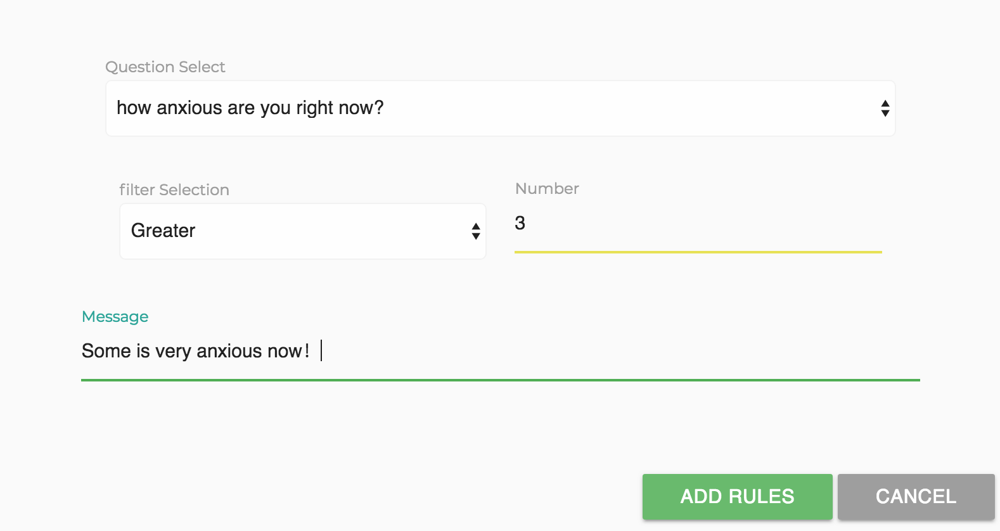 Question Select
how anxious are you right now?
filter Selection
Number
Greater
3
Message
Some is very anxious now!
ADD RULES
CANCEL